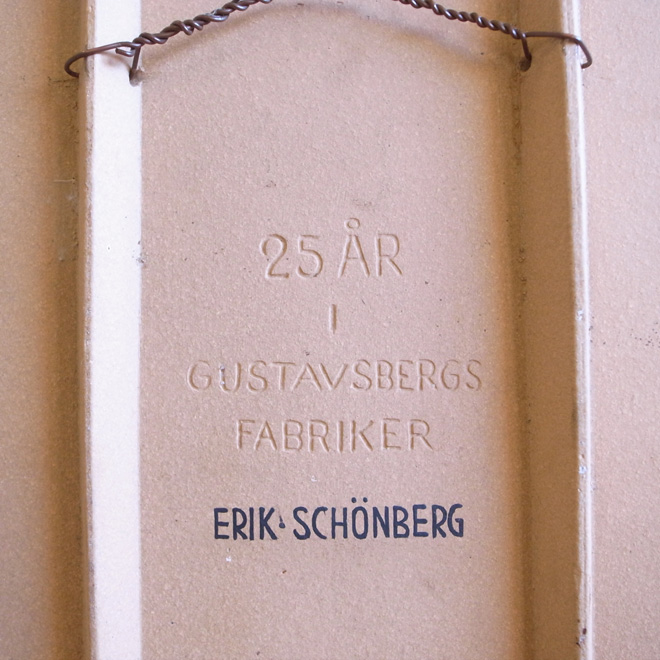 25 ÅR
I
GUSTAVSBERGS
FABRIKER
ERIK SCHÖNBERG